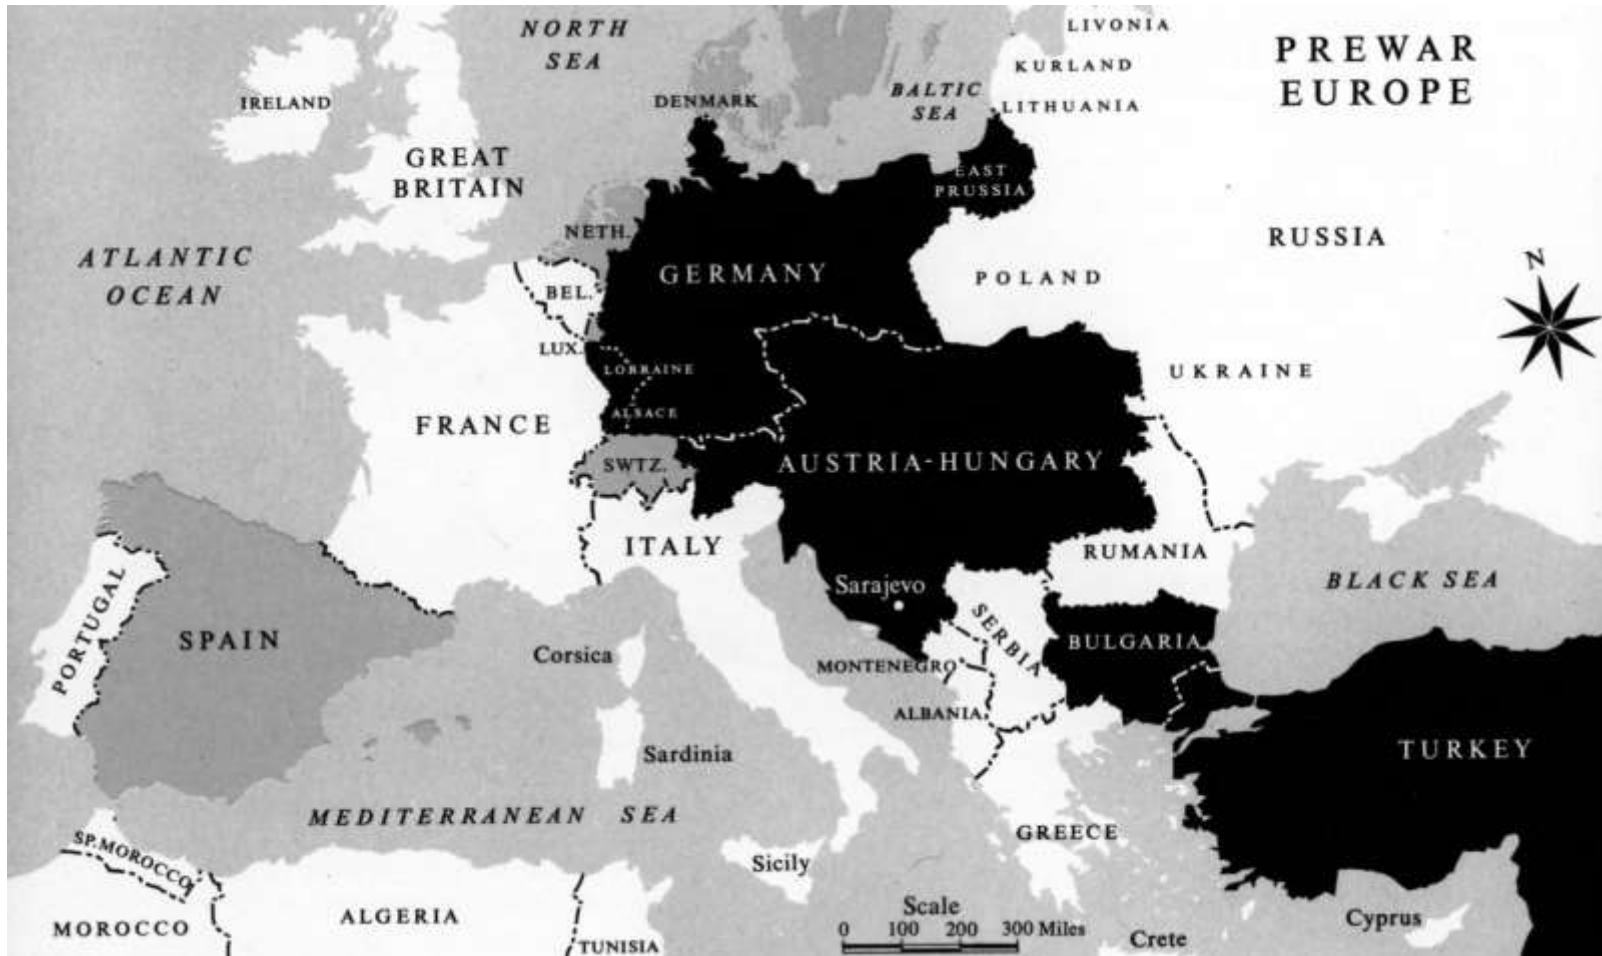 PREWAR
EUROPE
NORTH
SEA
LIVONIA
KURLAND
BALTIC
SEA
LITHUANIA
DENMARK
IRELAND
GREAT
BRITAIN
EAST
PRUSSIA
NETH.
RUSSIA
ATLANTIC
OCEAN
GERMANY
POLAND
N
BEL.
LUX.
LORRAINE
UKRAINE
ALSACE
FRANCE
SWTZ.
AUSTRIA-HUNGARY
ITALY
RUMANIA
Sarajevo
BLACK SEA
PORTUGAL
SPAIN
SERBIA
BULGARIA
Corsica
MONTENEGRO
ALBANIA
Sardinia
TURKEY
MEDITERRANEAN SEA
GREECE
SP. MOROCCO
Sicily
MOROCCO
ALGERIA
TUNISIA
Scale
0 100 200 300 Miles
Crete
Cyprus